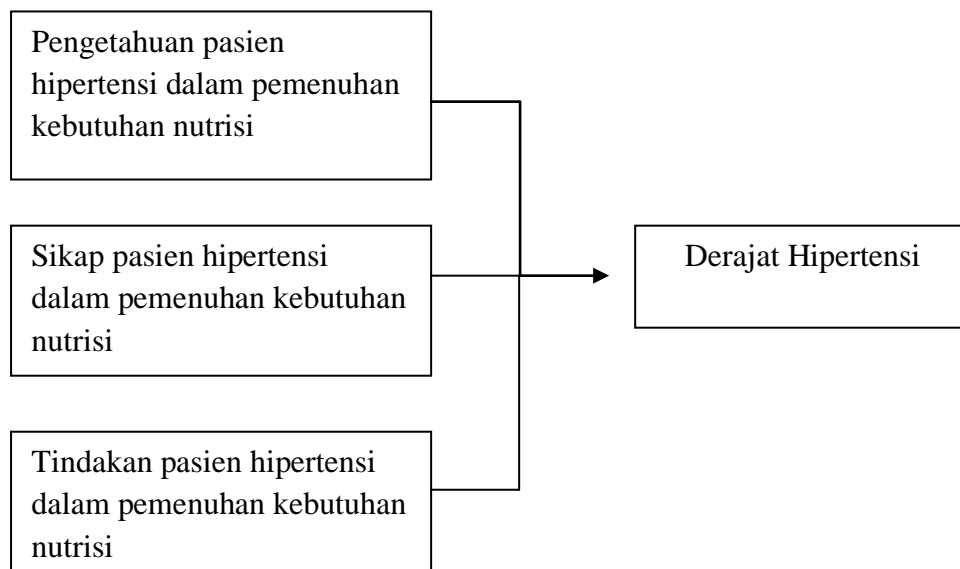 Pengetahuan pasien
hipertensi dalam pemenuhan
kebutuhan nutrisi
Sikap pasien hipertensi
dalam pemenuhan kebutuhan
nutrisi
Derajat Hipertensi
Tindakan pasien hipertensi
dalam pemenuhan kebutuhan
nutrisi